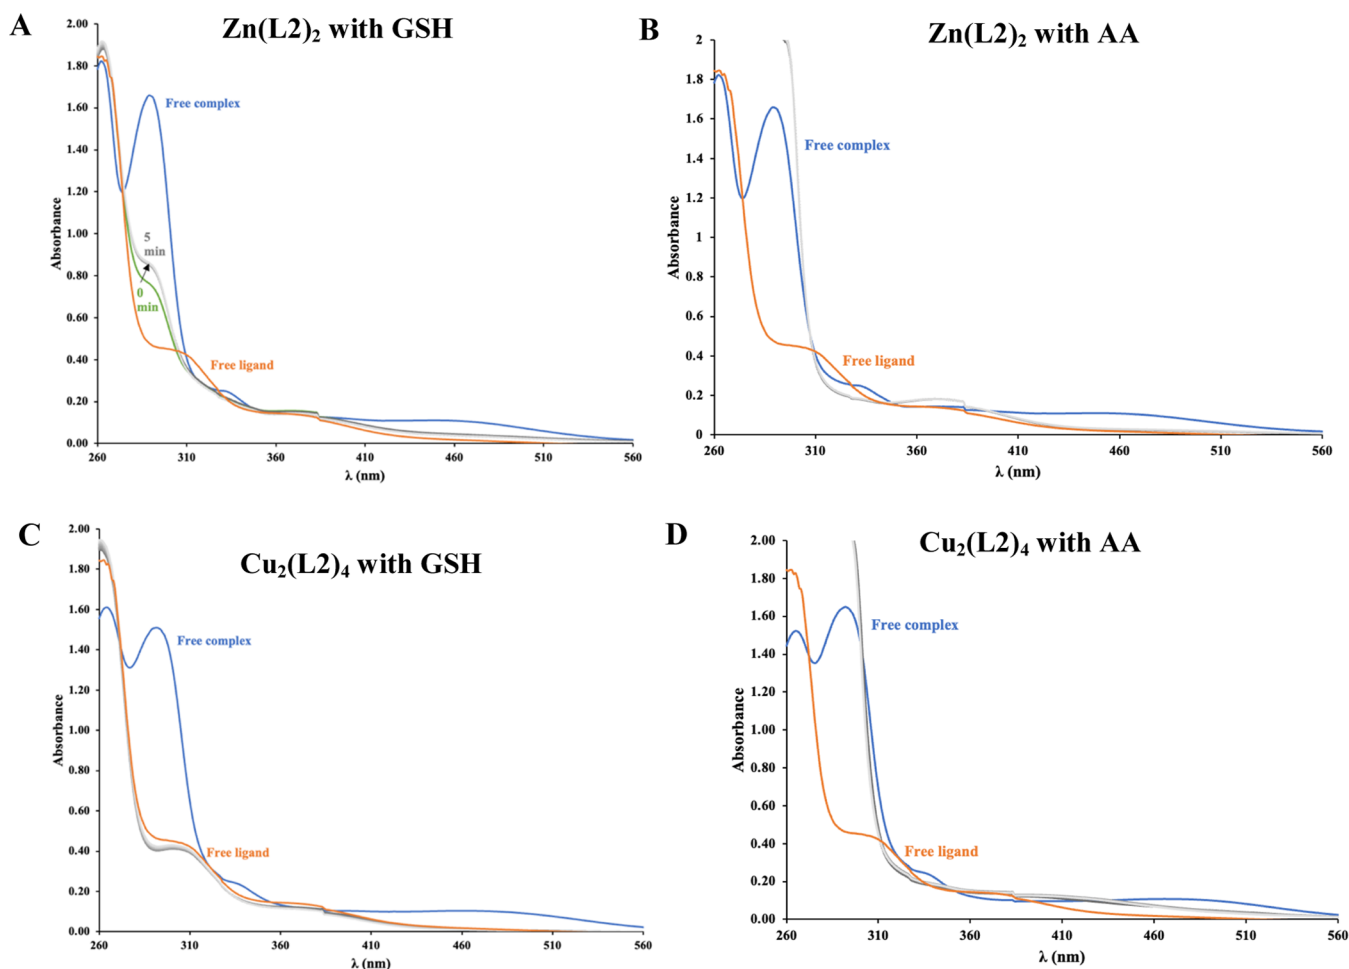 A
Zn(L2)₂ with GSH
2.00
1.80
1.60
1.40
1.20
1.00
0.80
0.60
0.40
0.20
0.00
Absorbance
Free complex
5
min
0
min
Free ligand
260 310 360 410 460 510 560
λ (nm)
B
Zn(L2)₂ with AA
2
1.8
1.6
1.4
1.2
1
0.8
0.6
0.4
0.2
0
Absorbance
Free complex
Free ligand
260 310 360 410 460 510 560
λ (nm)
C
Cu₂(L2)₄ with GSH
2.00
1.80
1.60
1.40
1.20
1.00
0.80
0.60
0.40
0.20
0.00
Absorbance
Free complex
Free ligand
260 310 360 410 460 510 560
λ (nm)
D
Cu₂(L2)₄ with AA
2.00
1.80
1.60
1.40
1.20
1.00
0.80
0.60
0.40
0.20
0.00
Absorbance
Free complex
Free ligand
260 310 360 410 460 510 560
λ (nm)